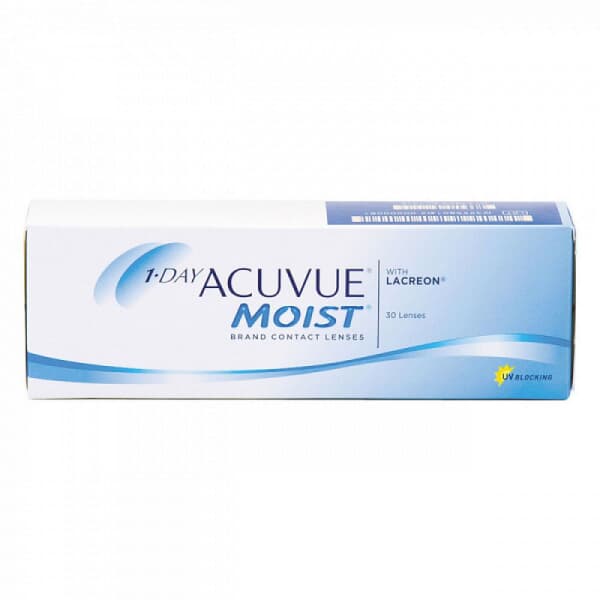 1·DAY ACUVUE®
MOIST®
BRAND CONTACT LENSES
WITH
LACREON®
30 Lenses
UV BLOCKING